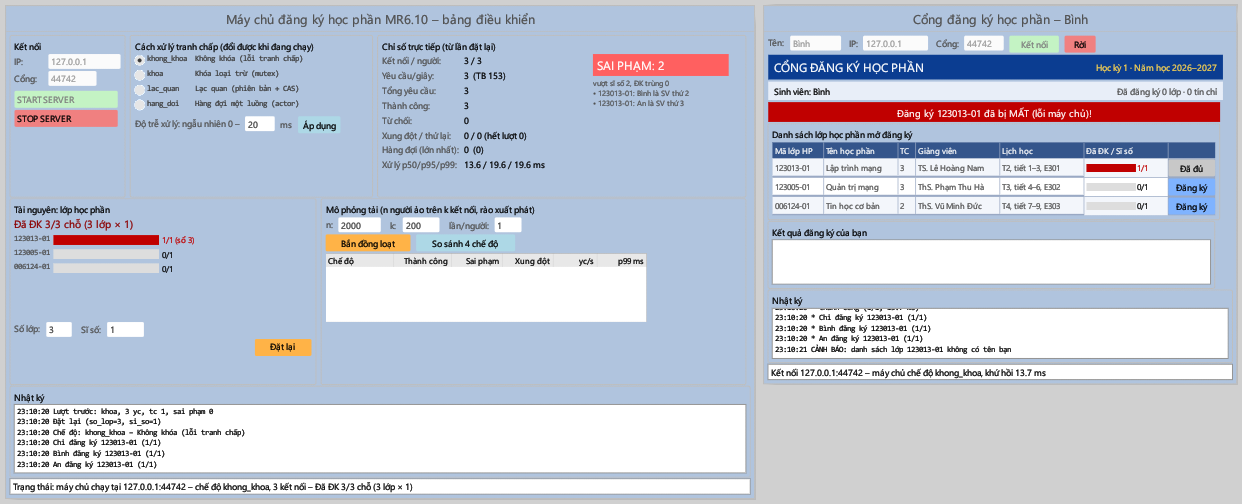 Máy chủ đăng ký học phần MR6.10 – bảng điều khiển
Kết nối
IP: 127.0.0.1
Cổng: 44742
START SERVER
STOP SERVER
Cách xử lý tranh chấp (đổi được khi đang chạy)
khong_khoa Không khóa (lỗi tranh chấp)
khoa Khóa loại trừ (mutex)
lac_quan Lạc quan (phiên bản + CAS)
hang_doi Hàng đợi một luồng (actor)
Độ trễ xử lý: ngẫu nhiên 0 – 20 ms Áp dụng
Chỉ số trực tiếp (từ lần đặt lại)
Kết nối / người: 3 / 3
Yêu cầu/giây: 3 (TB 153)
Tổng yêu cầu: 3
Thành công: 3
Từ chối: 0
Xung đột / thử lại: 0 / 0 (hết lượt 0)
Hàng đợi (lớn nhất): 0 (0)
Xử lý p50/p95/p99: 13.6 / 19.6 / 19.6 ms
SAI PHẠM: 2
vượt sĩ số 2, ĐK trùng 0
• 123013-01: Bình là SV thứ 2
• 123013-01: An là SV thứ 3
Tài nguyên: lớp học phần
Đã ĐK 3/3 chỗ (3 lớp × 1)
123013-01 1/1 (sổ 3)
123005-01 0/1
006124-01 0/1
Số lớp: 3 Sĩ số: 1
Đặt lại
Mô phỏng tải (n người ảo trên k kết nối, rào xuất phát)
n: 2000 k: 200 lần/người: 1
Bắn đồng loạt So sánh 4 chế độ
Chế độ Thành công Sai phạm Xung đột yc/s p99 ms
Nhật ký
23:10:20 Lượt trước: khoa, 3 yc, tc 1, sai phạm 0
23:10:20 Đặt lại (so_lop=3, si_so=1)
23:10:20 Chế độ: khong_khoa – Không khóa (lỗi tranh chấp)
23:10:20 Chi đăng ký 123013-01 (1/1)
23:10:20 Bình đăng ký 123013-01 (1/1)
23:10:20 An đăng ký 123013-01 (1/1)
Trạng thái: máy chủ chạy tại 127.0.0.1:44742 – chế độ khong_khoa, 3 kết nối – Đã ĐK 3/3 chỗ (3 lớp × 1)
Cổng đăng ký học phần – Bình
Tên: Bình IP: 127.0.0.1 Cổng: 44742 Kết nối Rời
CỔNG ĐĂNG KÝ HỌC PHẦN Học kỳ 1 · Năm học 2026–2027
Sinh viên: Bình Đã đăng ký 0 lớp · 0 tín chỉ
Đăng ký 123013-01 đã bị MẤT (lỗi máy chủ)!
Danh sách lớp học phần mở đăng ký
Mã lớp HP Tên học phần TC Giảng viên Lịch học Đã ĐK / Sĩ số
123013-01 Lập trình mạng 3 TS. Lê Hoàng Nam T2, tiết 1–3, E301 1/1 Đã đủ
123005-01 Quản trị mạng 3 ThS. Phạm Thu Hà T3, tiết 4–6, E302 0/1 Đăng ký
006124-01 Tin học cơ bản 2 ThS. Vũ Minh Đức T4, tiết 7–9, E303 0/1 Đăng ký
Kết quả đăng ký của bạn
Nhật ký
23:10:20 * Chi đăng ký 123013-01 (1/1)
23:10:20 * Bình đăng ký 123013-01 (1/1)
23:10:20 * An đăng ký 123013-01 (1/1)
23:10:21 CẢNH BÁO: danh sách lớp 123013-01 không có tên bạn
Kết nối 127.0.0.1:44742 – máy chủ chế độ khong_khoa, khứ hồi 13.7 ms